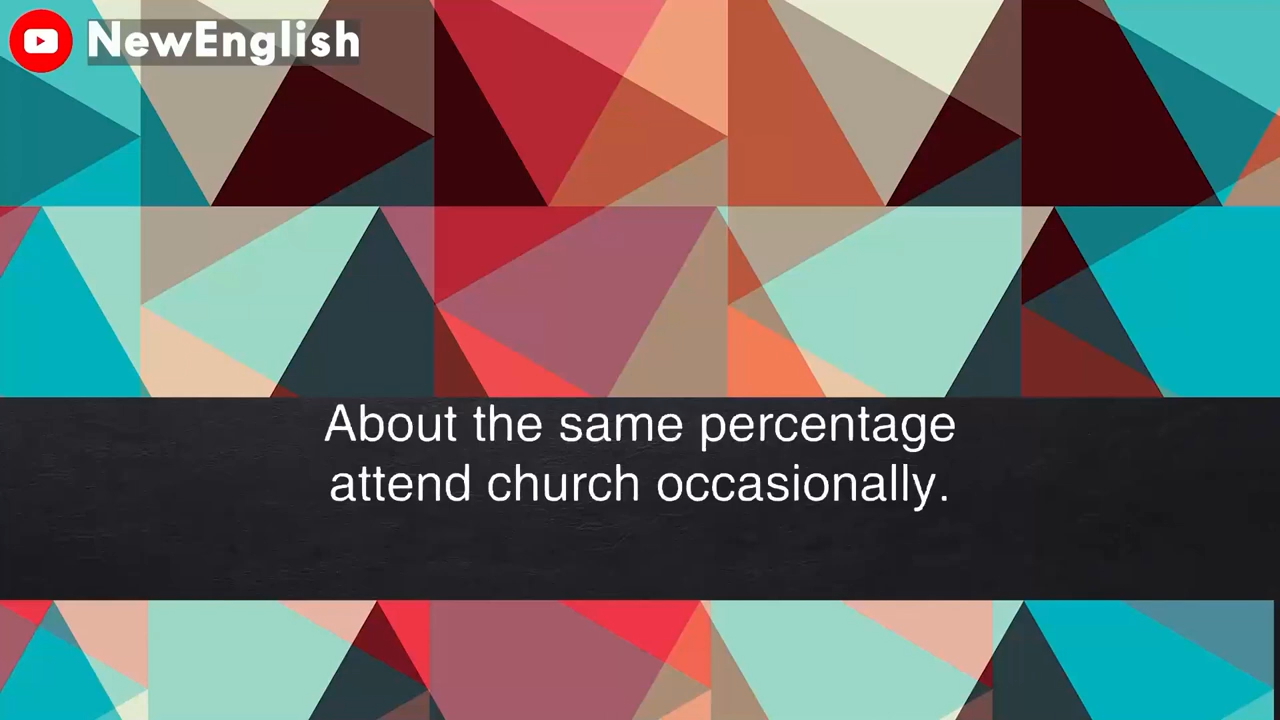 NewEnglish
About the same percentage
attend church occasionally.